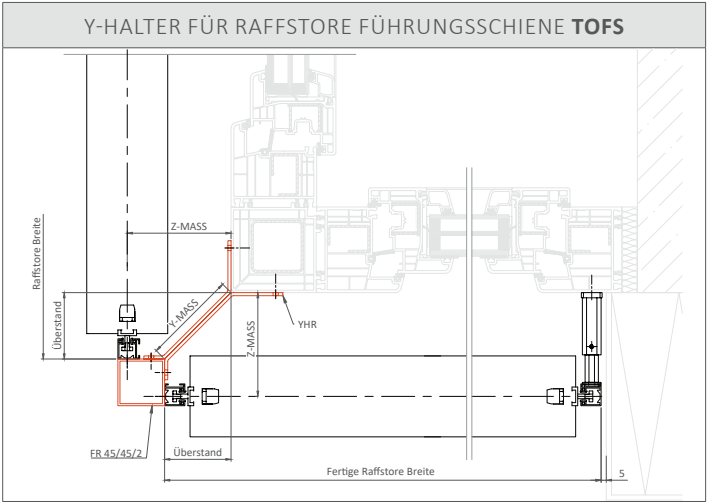 Y-HALTER FÜR RAFFSTORE FÜHRUNGSSCHIENE TOFS
Z-MASS
Raffstore Breite
Überstand
Y-MASS
Z-MASS
YHR
FR 45/45/2
Überstand
Fertige Raffstore Breite
5